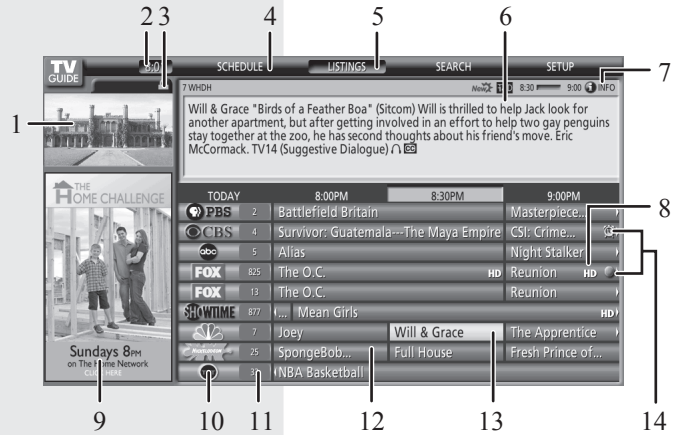 2 3 4 5 6
TV GUIDE SCHEDULE LISTINGS SEARCH SETUP
7
7 WHDH New 8:30 9:00 INFO
1
Will & Grace "Birds of a Feather Boa" (Sitcom) Will is thrilled to help Jack look for
another apartment, but after getting involved in an effort to help two gay penguins
stay together at the zoo, he has second thoughts about his friend's move. Eric
McCormack. TV14 (Suggestive Dialogue) CC
THE
HOME CHALLENGE
TODAY 8:00PM 8:30PM 9:00PM
8
PBS 2 Battlefield Britain Masterpiece...
CBS 4 Survivor: Guatemala---The Maya Empire CSI: Crime...
abc 5 Alias Night Stalker
FOX 825 The O.C. HD Reunion HD
FOX 13 The O.C. Reunion
SHOWTIME 877 ... Mean Girls HD
7 Joey Will & Grace The Apprentice
NICKELODEON 25 SpongeBob... Full House Fresh Prince of...
NBA Basketball
Sundays 8PM
on The Home Network
CLICK HERE
9 10 11 12 13 14